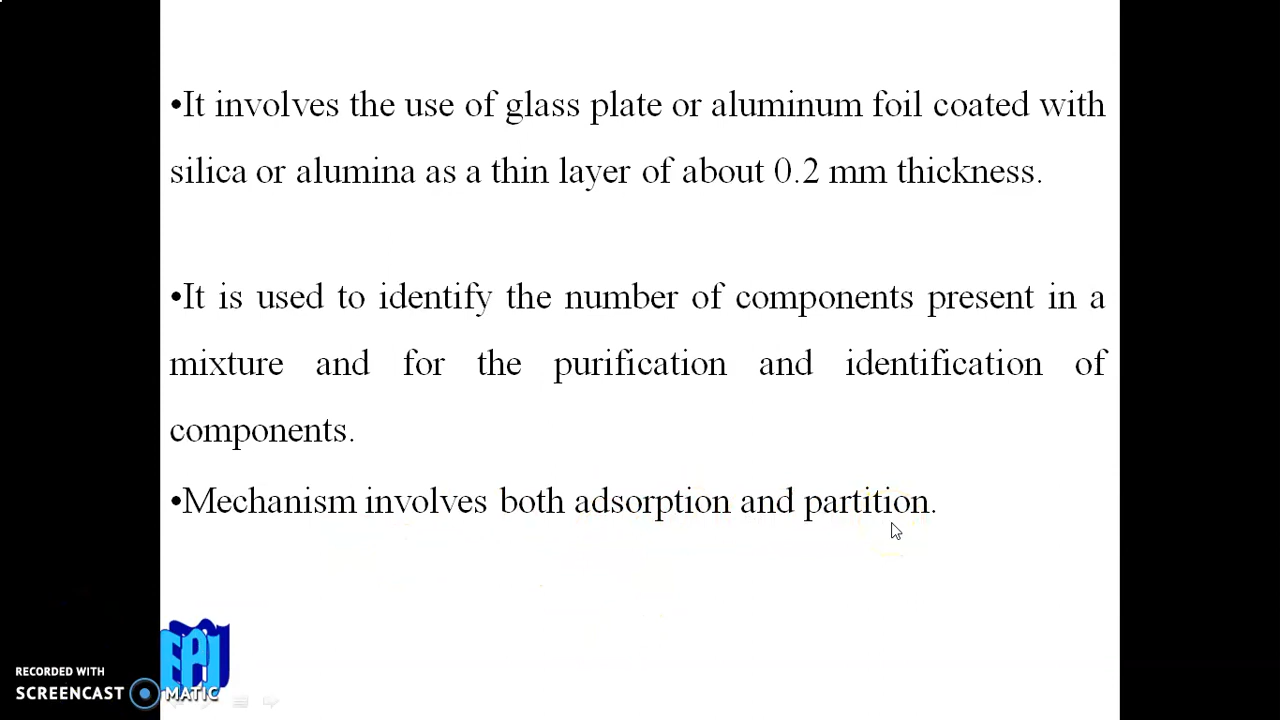 •It involves the use of glass plate or aluminum foil coated with
silica or alumina as a thin layer of about 0.2 mm thickness.
•It is used to identify the number of components present in a
mixture and for the purification and identification of
components.
•Mechanism involves both adsorption and partition.
RECORDED WITH
SCREENCAST MATIC